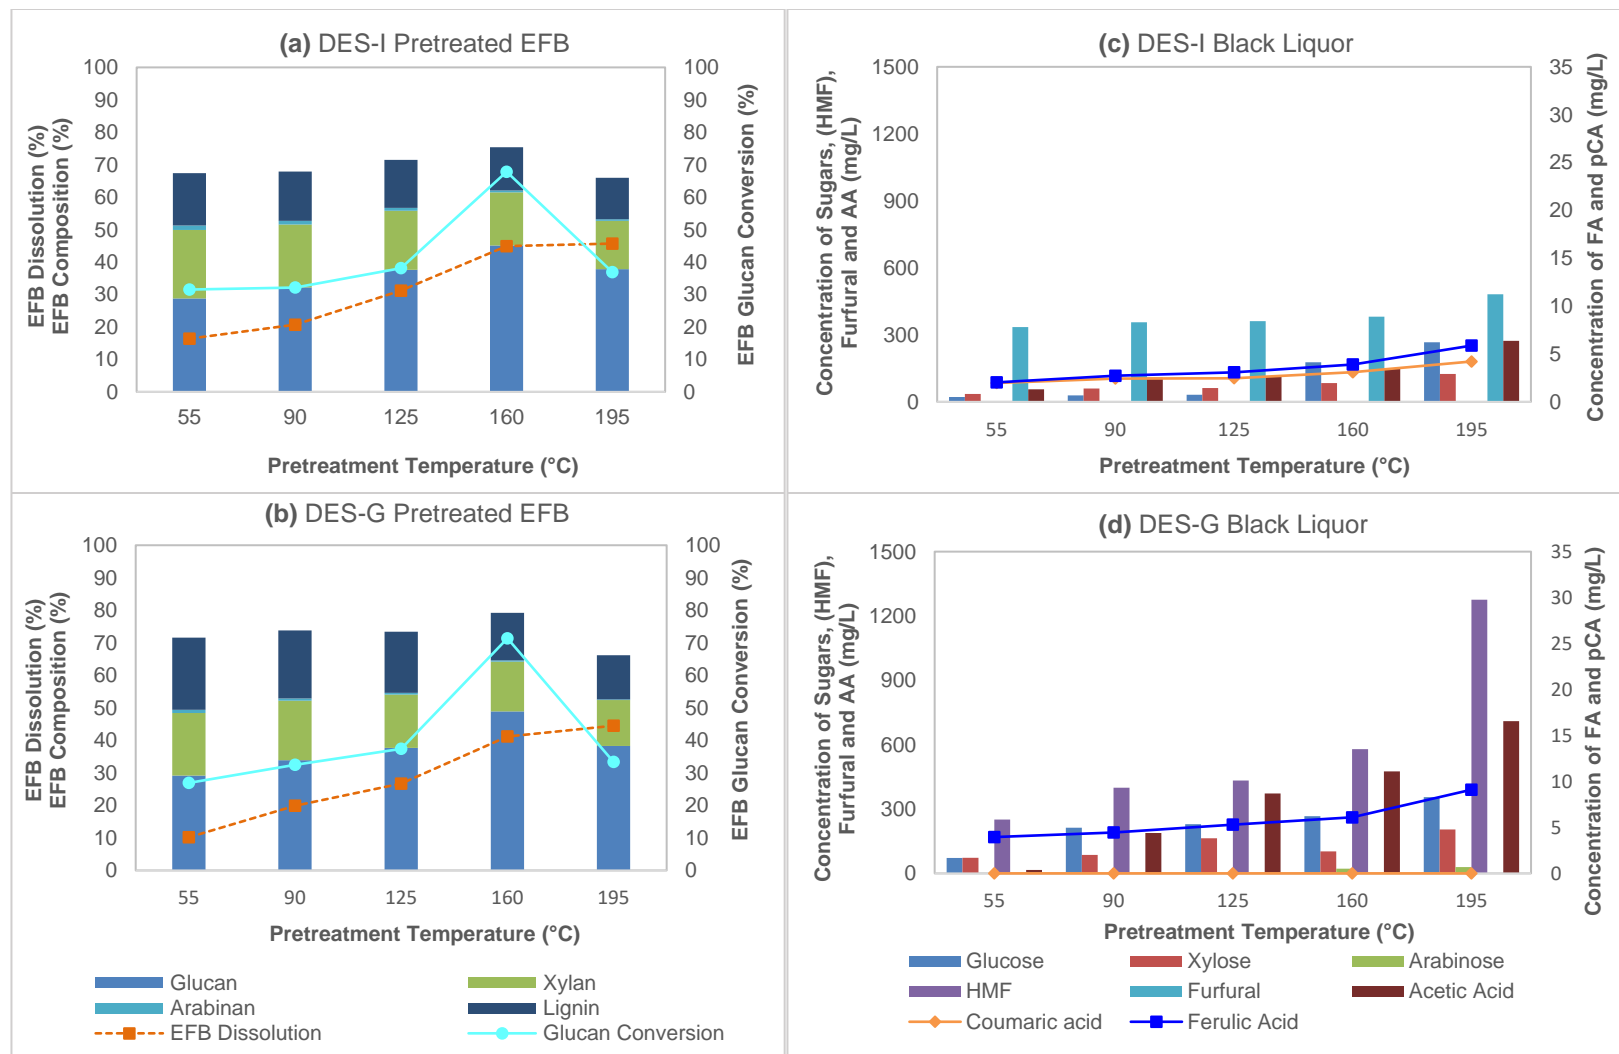 (a) DES-I Pretreated EFB
EFB Dissolution (%)
EFB Composition (%)
100
90
80
70
60
50
40
30
20
10
0
100
90
80
70
60
50
40
30
20
10
0
EFB Glucan Conversion (%)
55 90 125 160 195
Pretreatment Temperature (°C)
(c) DES-I Black Liquor
Concentration of Sugars, (HMF),
Furfural and AA (mg/L)
1500
1200
900
600
300
0
35
30
25
20
15
10
5
0
Concentration of FA and pCA (mg/L)
55 90 125 160 195
Pretreatment Temperature (°C)
(b) DES-G Pretreated EFB
EFB Dissolution (%)
EFB Composition (%)
100
90
80
70
60
50
40
30
20
10
0
100
90
80
70
60
50
40
30
20
10
0
EFB Glucan Conversion (%)
55 90 125 160 195
Pretreatment Temperature (°C)
Glucan Xylan
Arabinan Lignin
EFB Dissolution Glucan Conversion
(d) DES-G Black Liquor
Concentration of Sugars, (HMF),
Furfural and AA (mg/L)
1500
1200
900
600
300
0
35
30
25
20
15
10
5
0
Concentration of FA and pCA (mg/L)
55 90 125 160 195
Pretreatment Temperature (°C)
Glucose Xylose Arabinose
HMF Furfural Acetic Acid
Coumaric acid Ferulic Acid